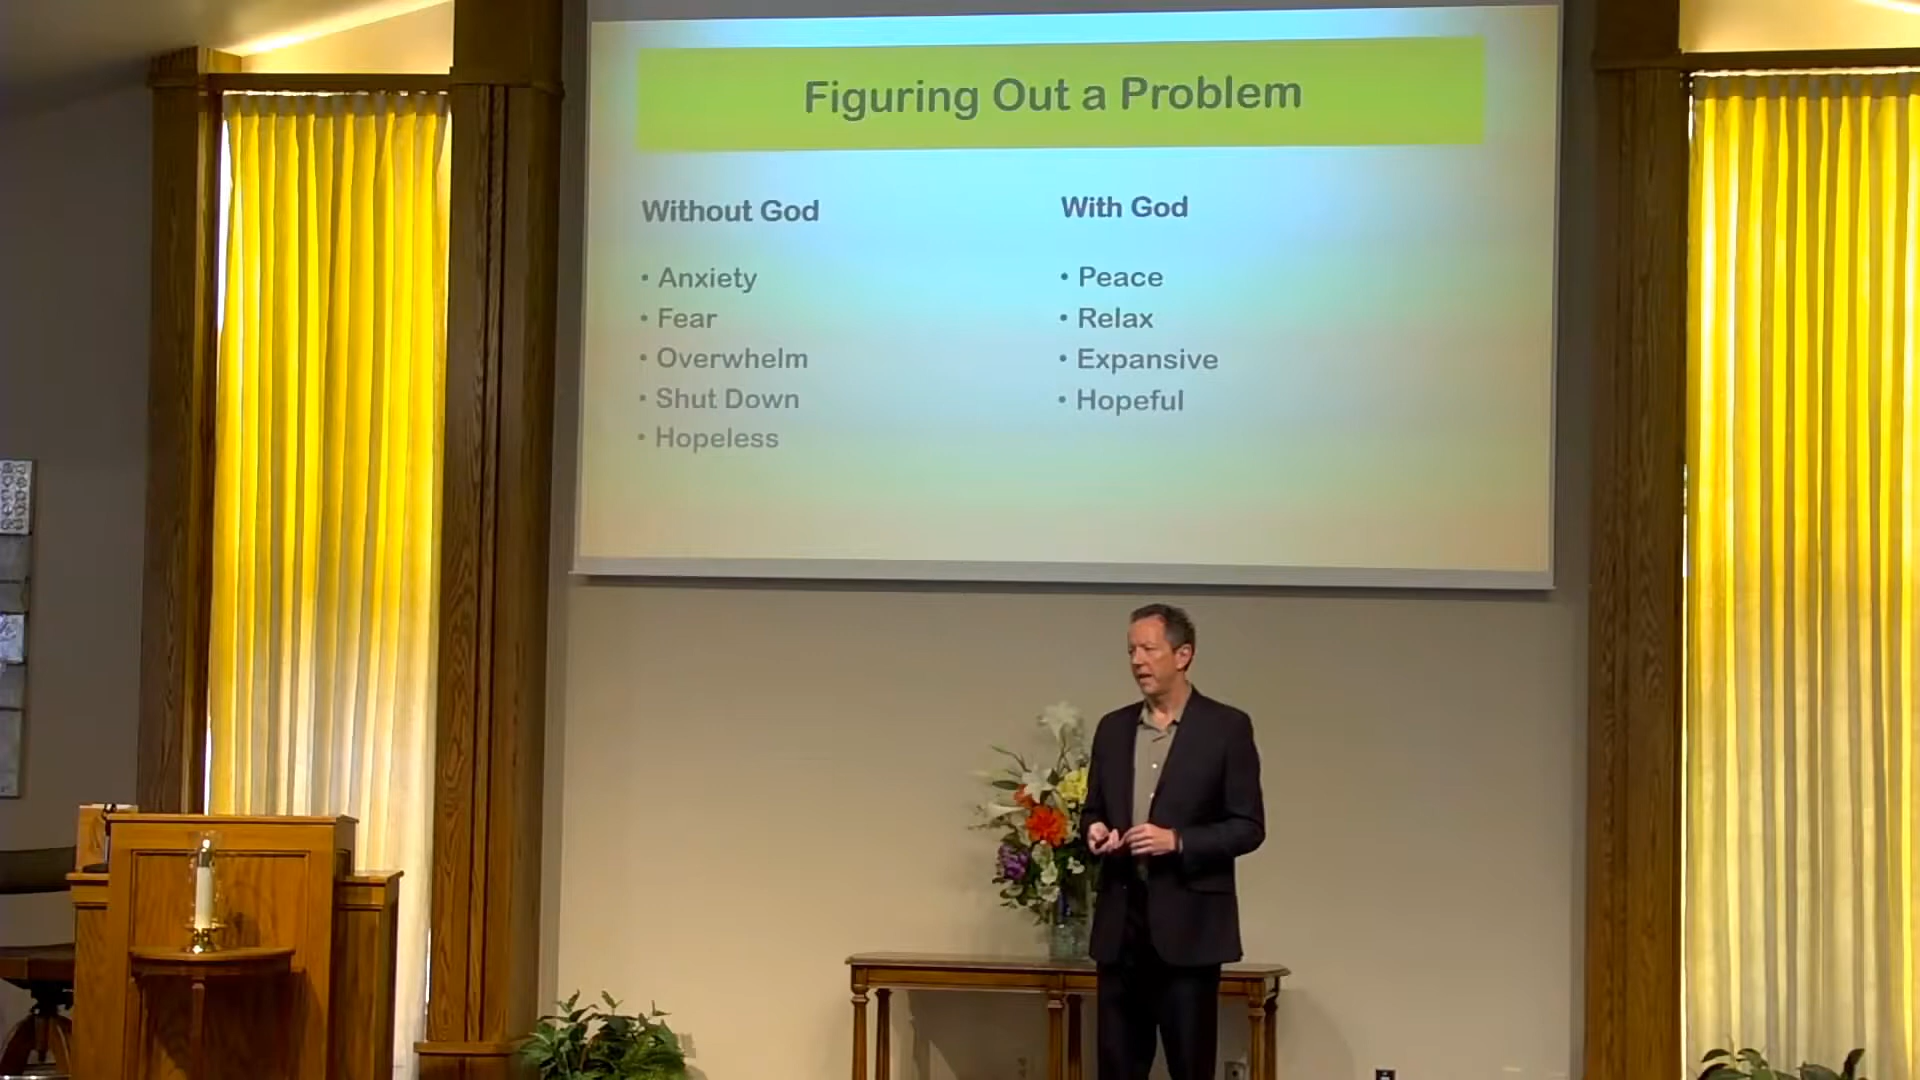 Figuring Out a Problem
Without God
• Anxiety
• Fear
• Overwhelm
• Shut Down
• Hopeless
With God
• Peace
• Relax
• Expansive
• Hopeful